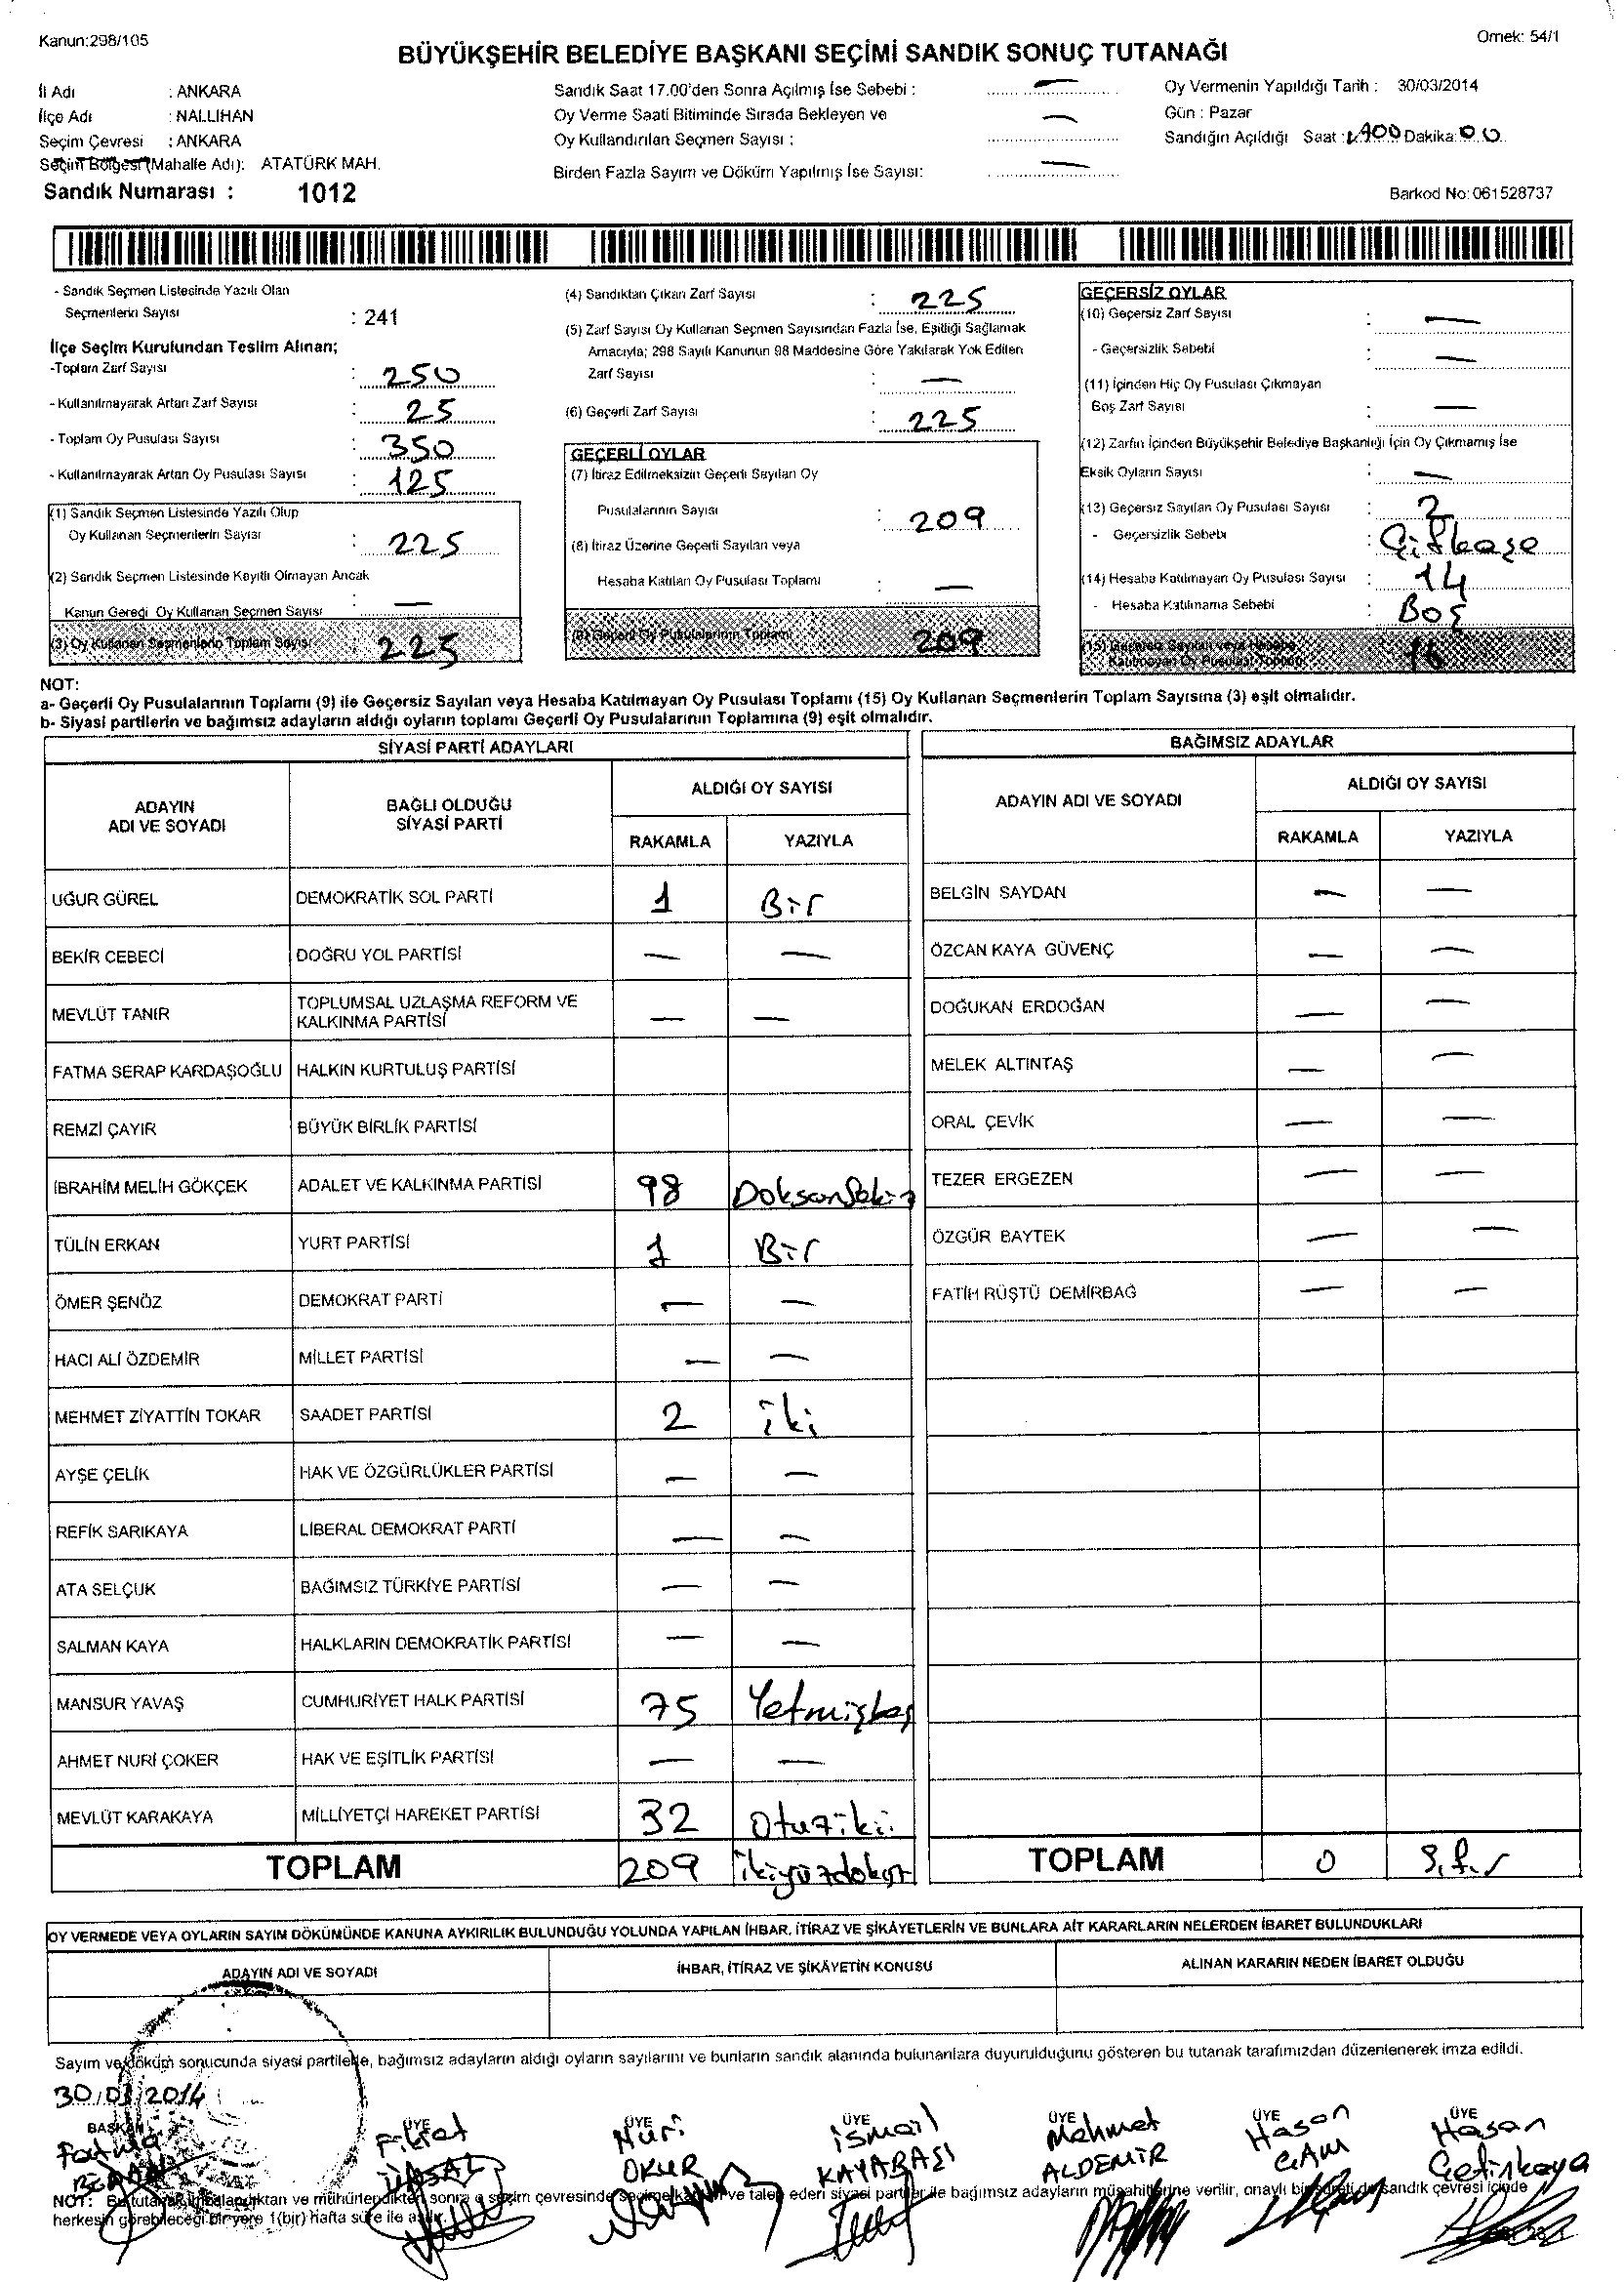 Kanun:298/105
Örnek: 54/1
BÜYÜKŞEHİR BELEDİYE BAŞKANI SEÇİMİ SANDIK SONUÇ TUTANAĞI
İl Adı : ANKARA
İlçe Adı : NALLIHAN
Seçim Çevresi : ANKARA
Seçim Bölgesi (Mahalle Adı): ATATÜRK MAH.
Sandık Numarası : 1012
Sandık Saat 17.00'den Sonra Açılmış İse Sebebi : —
Oy Verme Saati Bitiminde Sırada Bekleyen ve —
Oy Kullandırılan Seçmen Sayısı :
Birden Fazla Sayım ve Döküm Yapılmış İse Sayısı: —
Oy Vermenin Yapıldığı Tarih : 30/03/2014
Gün : Pazar
Sandığın Açıldığı Saat : Dakika: 00
Barkod No: 061528737
- Sandık Seçmen Listesinde Yazılı Olan
Seçmenlerin Sayısı : 241
İlçe Seçim Kurulundan Teslim Alınan;
-Toplam Zarf Sayısı : 250
- Kullanılmayarak Artan Zarf Sayısı : 25
- Toplam Oy Pusulası Sayısı : 350
- Kullanılmayarak Artan Oy Pusulası Sayısı : 125
(1) Sandık Seçmen Listesinde Yazılı Olup
Oy Kullanan Seçmenlerin Sayısı : 225
(2) Sandık Seçmen Listesinde Kayıtlı Olmayan Ancak
Kanun Gereği Oy Kullanan Seçmen Sayısı : —
(3) Oy Kullanan Seçmenlerin Toplam Sayısı : 225
(4) Sandıktan Çıkan Zarf Sayısı : 225
(5) Zarf Sayısı Oy Kullanan Seçmen Sayısından Fazla İse, Eşitliği Sağlamak
Amacıyla; 298 Sayılı Kanunun 98 Maddesine Göre Yakılarak Yok Edilen
Zarf Sayısı : —
(6) Geçerli Zarf Sayısı : 225
GEÇERLİ OYLAR
(7) İtiraz Edilmeksizin Geçerli Sayılan Oy
Pusulalarının Sayısı : 209
(8) İtiraz Üzerine Geçerli Sayılan veya
Hesaba Katılan Oy Pusulası Toplamı : —
(9) Geçerli Oy Pusulalarının Toplamı : 209
GEÇERSİZ OYLAR
(10) Geçersiz Zarf Sayısı : —
- Geçersizlik Sebebi : —
(11) İçinden Hiç Oy Pusulası Çıkmayan
Boş Zarf Sayısı : —
(12) Zarfın İçinden Büyükşehir Belediye Başkanlığı İçin Oy Çıkmamış İse
Eksik Oyların Sayısı : —
(13) Geçersiz Sayılan Oy Pusulası Sayısı : 2
- Geçersizlik Sebebi : Çiftkaşe
(14) Hesaba Katılmayan Oy Pusulası Sayısı : 14
- Hesaba Katılmama Sebebi : Boş
(15) Geçersiz Sayılan veya Hesaba
Katılmayan Oy Pusulası Toplamı : 16
NOT:
a- Geçerli Oy Pusulalarının Toplamı (9) ile Geçersiz Sayılan veya Hesaba Katılmayan Oy Pusulası Toplamı (15) Oy Kullanan Seçmenlerin Toplam Sayısına (3) eşit olmalıdır.
b- Siyasi partilerin ve bağımsız adayların aldığı oyların toplamı Geçerli Oy Pusulalarının Toplamına (9) eşit olmalıdır.
SİYASİ PARTİ ADAYLARI
ADAYIN ADI VE SOYADI BAĞLI OLDUĞU SİYASİ PARTİ ALDIĞI OY SAYISI
RAKAMLA YAZIYLA
UĞUR GÜREL DEMOKRATİK SOL PARTİ 1 Bir
BEKİR CEBECİ DOĞRU YOL PARTİSİ — —
MEVLÜT TANIR TOPLUMSAL UZLAŞMA REFORM VE KALKINMA PARTİSİ — —
FATMA SERAP KARDAŞOĞLU HALKIN KURTULUŞ PARTİSİ
REMZİ ÇAYIR BÜYÜK BİRLİK PARTİSİ
İBRAHİM MELİH GÖKÇEK ADALET VE KALKINMA PARTİSİ 98 Doksansekiz
TÜLİN ERKAN YURT PARTİSİ 1 Bir
ÖMER ŞENÖZ DEMOKRAT PARTİ — —
HACI ALİ ÖZDEMİR MİLLET PARTİSİ — —
MEHMET ZİYATTİN TOKAR SAADET PARTİSİ 2 iki
AYŞE ÇELİK HAK VE ÖZGÜRLÜKLER PARTİSİ — —
REFİK SARIKAYA LİBERAL DEMOKRAT PARTİ — —
ATA SELÇUK BAĞIMSIZ TÜRKİYE PARTİSİ — —
SALMAN KAYA HALKLARIN DEMOKRATİK PARTİSİ — —
MANSUR YAVAŞ CUMHURİYET HALK PARTİSİ 75 Yetmişbeş
AHMET NURİ ÇOKER HAK VE EŞİTLİK PARTİSİ — —
MEVLÜT KARAKAYA MİLLİYETÇİ HAREKET PARTİSİ 32 Otuziki
TOPLAM 209 ikiyüzdokuz
BAĞIMSIZ ADAYLAR
ADAYIN ADI VE SOYADI ALDIĞI OY SAYISI
RAKAMLA YAZIYLA
BELGİN SAYDAN — —
ÖZCAN KAYA GÜVENÇ — —
DOĞUKAN ERDOĞAN — —
MELEK ALTINTAŞ — —
ORAL ÇEVİK — —
TEZER ERGEZEN — —
ÖZGÜR BAYTEK — —
FATİH RÜŞTÜ DEMİRBAĞ — —
TOPLAM 0 Sıfır
OY VERMEDE VEYA OYLARIN SAYIM DÖKÜMÜNDE KANUNA AYKIRILIK BULUNDUĞU YOLUNDA YAPILAN İHBAR, İTİRAZ VE ŞİKÂYETLERİN VE BUNLARA AİT KARARLARIN NELERDEN İBARET BULUNDUKLARI
ADAYIN ADI VE SOYADI İHBAR, İTİRAZ VE ŞİKÂYETİN KONUSU ALINAN KARARIN NEDEN İBARET OLDUĞU
Sayım ve döküm sonucunda siyasi partilerle, bağımsız adayların aldığı oyların sayılarını ve bunların sandık alanında bulunanlara duyurulduğunu gösteren bu tutanak tarafımızdan düzenlenerek imza edildi.
30/03/2014
BAŞKAN ÜYE ÜYE ÜYE ÜYE ÜYE ÜYE
Fatma Fikret Nuri ismail Mehmet Hasan Hasan
ÜNSAL OKUR KAYABAŞI ALDEMİR ÇAM Çetinkaya
NOT: Bu tutanak imzalandıktan ve mühürlendikten sonra o seçim çevresinde seçime katılan ve talep eden siyasi partiler ile bağımsız adayların müşahitlerine verilir, onaylı bir sureti de sandık çevresi içinde
herkesin görebileceği bir yere 1(bir) hafta süre ile asılır.